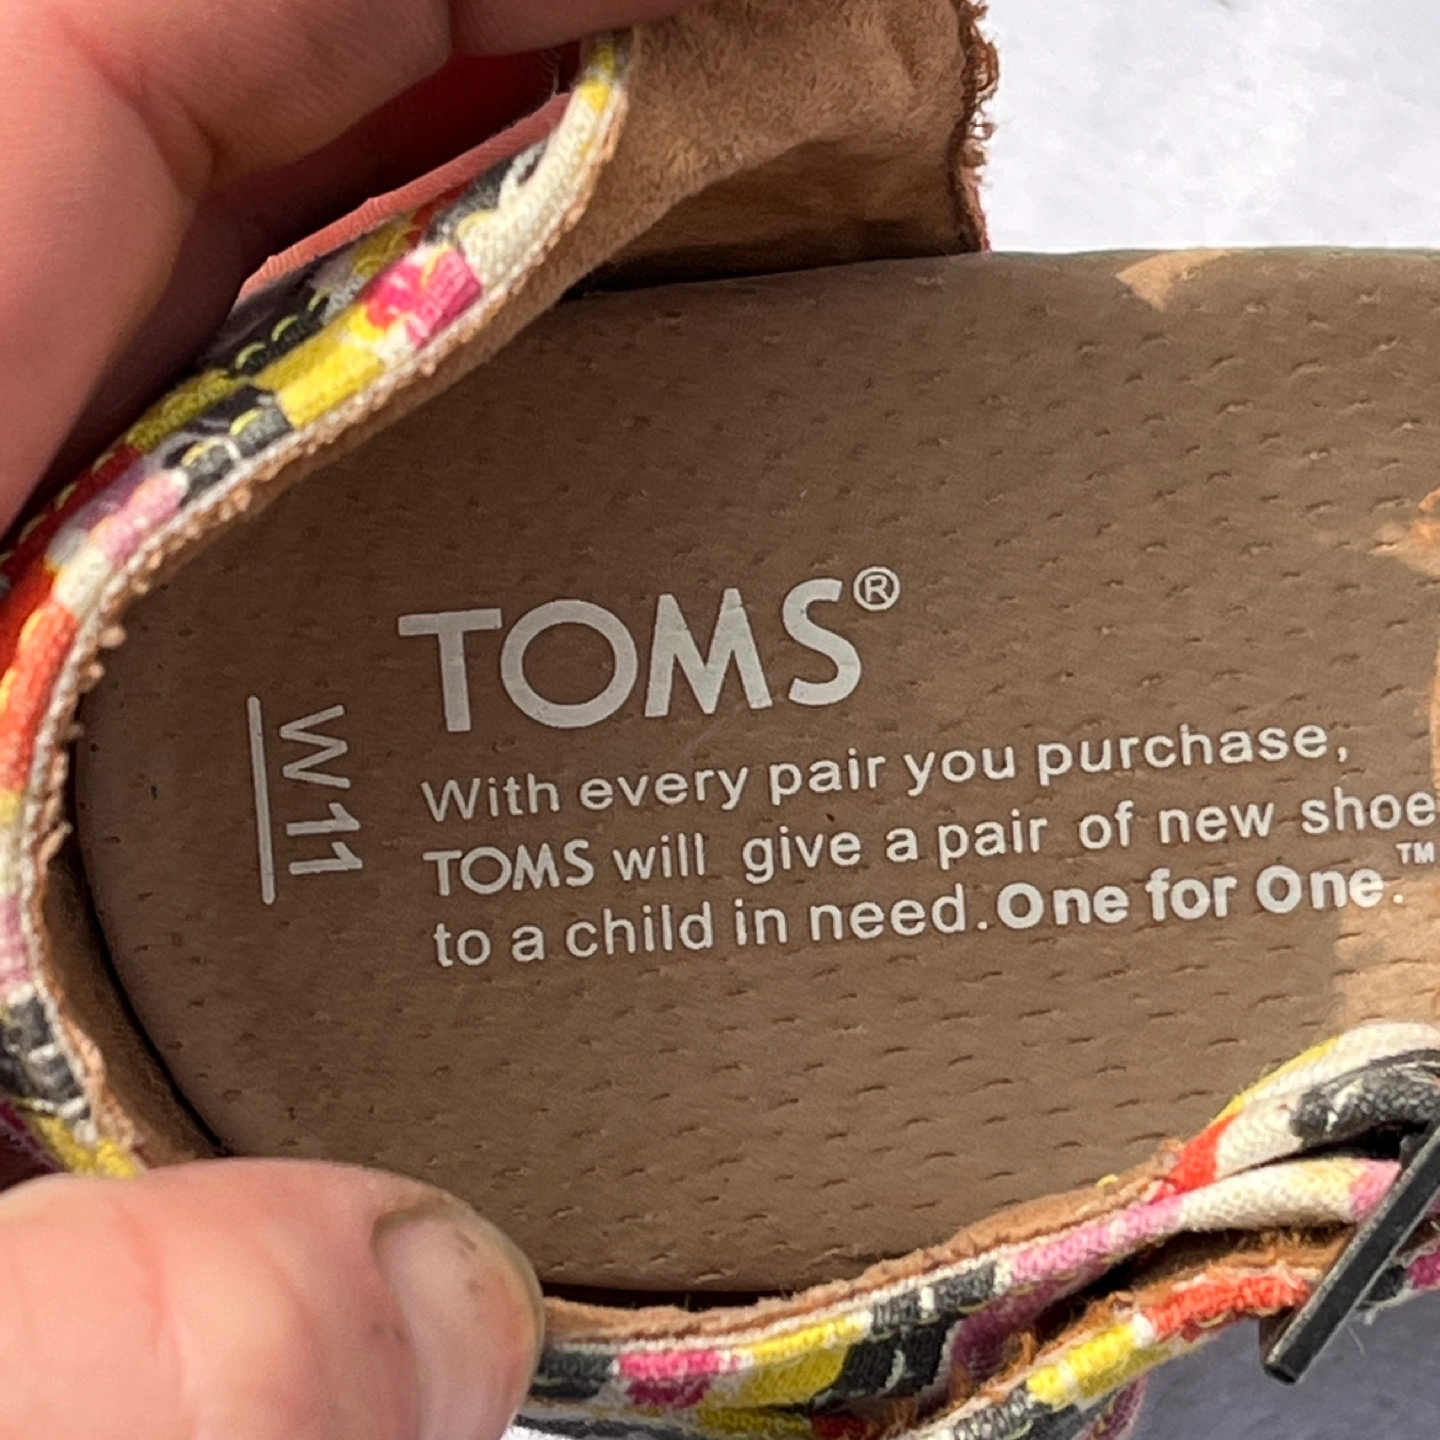 TOMS®
W11
With every pair you purchase,
TOMS will give a pair of new shoe
to a child in need. One for One.™